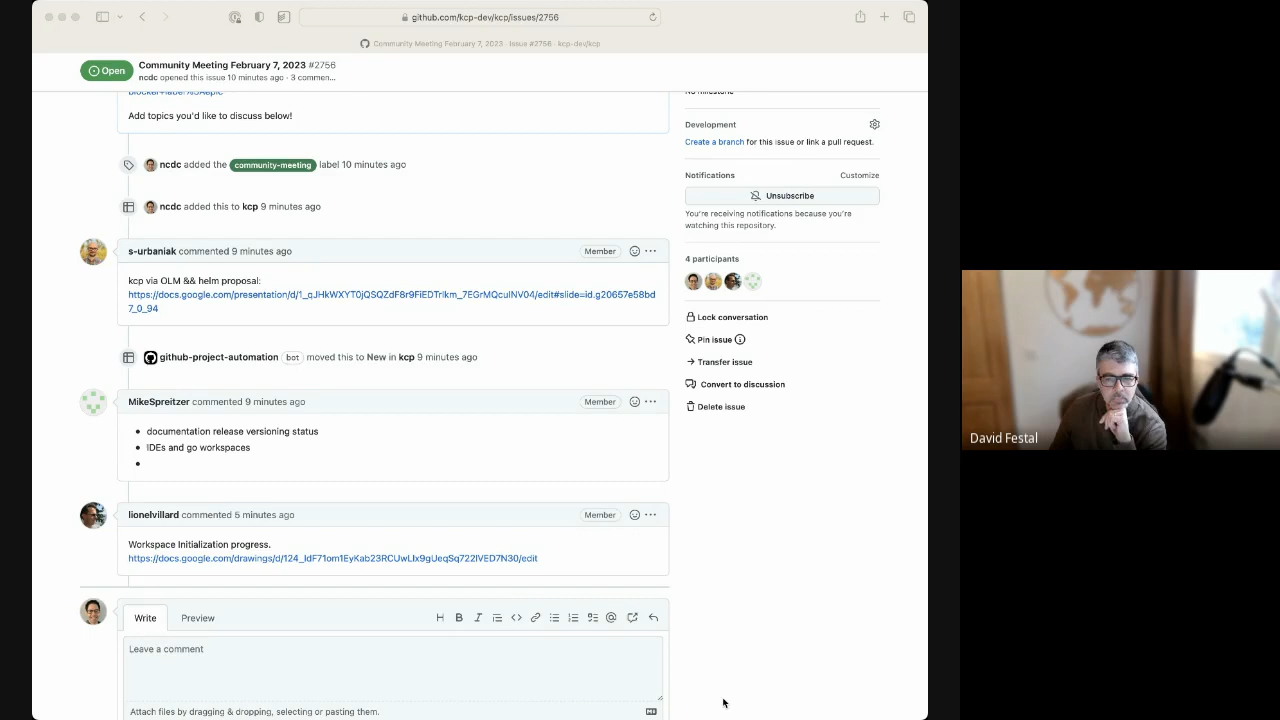 github.com/kcp-dev/kcp/issues/2756
Community Meeting February 7, 2023 · Issue #2756 · kcp-dev/kcp
Open
Community Meeting February 7, 2023 #2756
ncdc opened this issue 10 minutes ago · 3 commen...
Add topics you'd like to discuss below!
ncdc added the community-meeting label 10 minutes ago
ncdc added this to kcp 9 minutes ago
s-urbaniak commented 9 minutes ago
Member
kcp via OLM && helm proposal:
7_0_94
github-project-automation bot moved this to New in kcp 9 minutes ago
MikeSpreitzer commented 9 minutes ago
Member
documentation release versioning status
IDEs and go workspaces
lionelvillard commented 5 minutes ago
Member
Workspace Initialization progress.
Write
Preview
Leave a comment
Attach files by dragging & dropping, selecting or pasting them.
No milestone
Development
Create a branch for this issue or link a pull request.
Notifications
Customize
Unsubscribe
You're receiving notifications because you're
watching this repository.
4 participants
Lock conversation
Pin issue
Transfer issue
Convert to discussion
Delete issue
David Festal